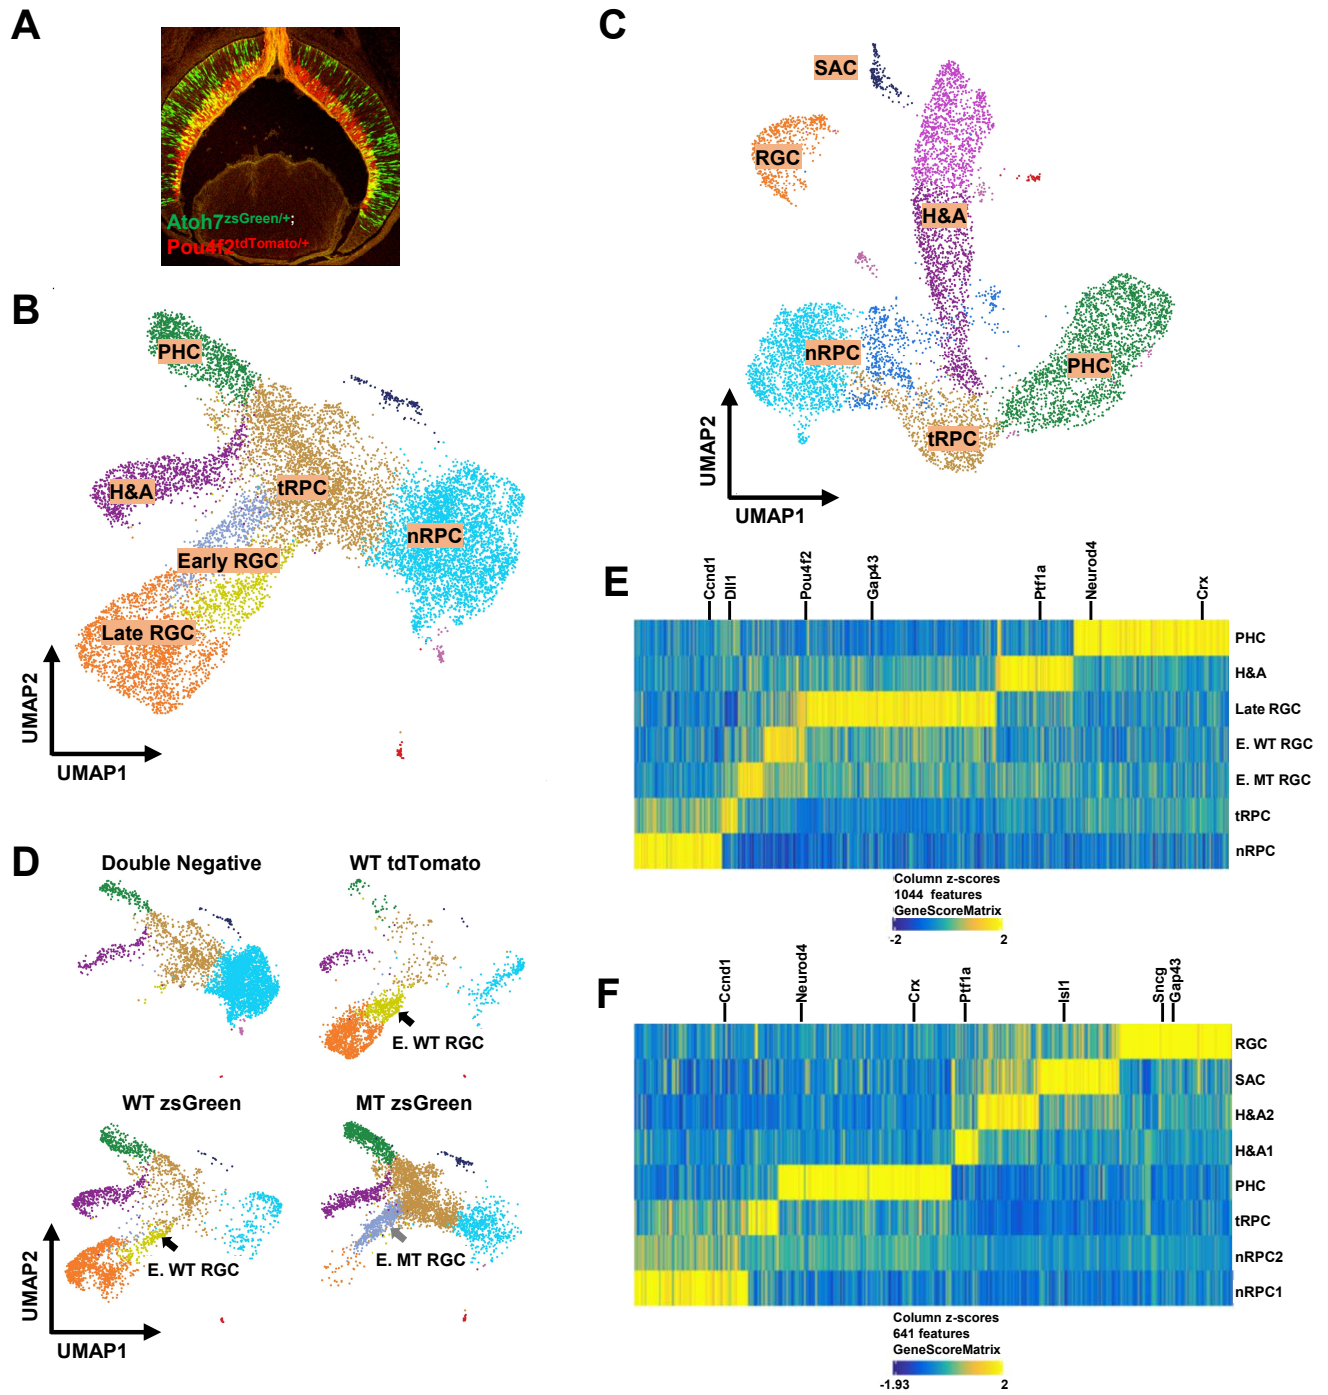 A
Atoh7zsGreen/+;
Pou4f2tdTomato/+
B
PHC
H&A
tRPC
nRPC
Early RGC
Late RGC
UMAP2
UMAP1
C
SAC
RGC
H&A
nRPC
PHC
tRPC
UMAP2
UMAP1
D
Double Negative
WT tdTomato
E. WT RGC
WT zsGreen
MT zsGreen
E. WT RGC
E. MT RGC
UMAP2
UMAP1
E
Ccnd1
Dll1
Pou4f2
Gap43
Ptf1a
Neurod4
Crx
PHC
H&A
Late RGC
E. WT RGC
E. MT RGC
tRPC
nRPC
Column z-scores
1044 features
GeneScoreMatrix
-2 2
F
Ccnd1
Neurod4
Crx
Ptf1a
Isl1
Sncg
Gap43
RGC
SAC
H&A2
H&A1
PHC
tRPC
nRPC2
nRPC1
Column z-scores
641 features
GeneScoreMatrix
-1.93 2